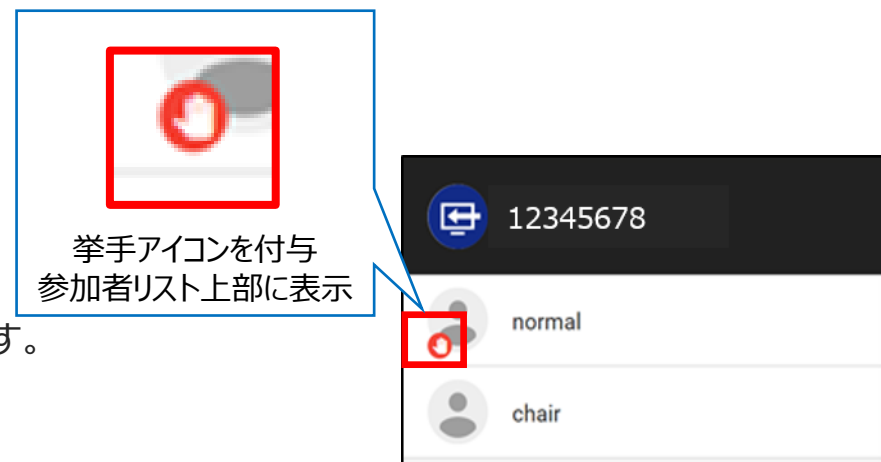 挙手アイコンを付与
参加者リスト上部に表示
す。
12345678
normal
chair